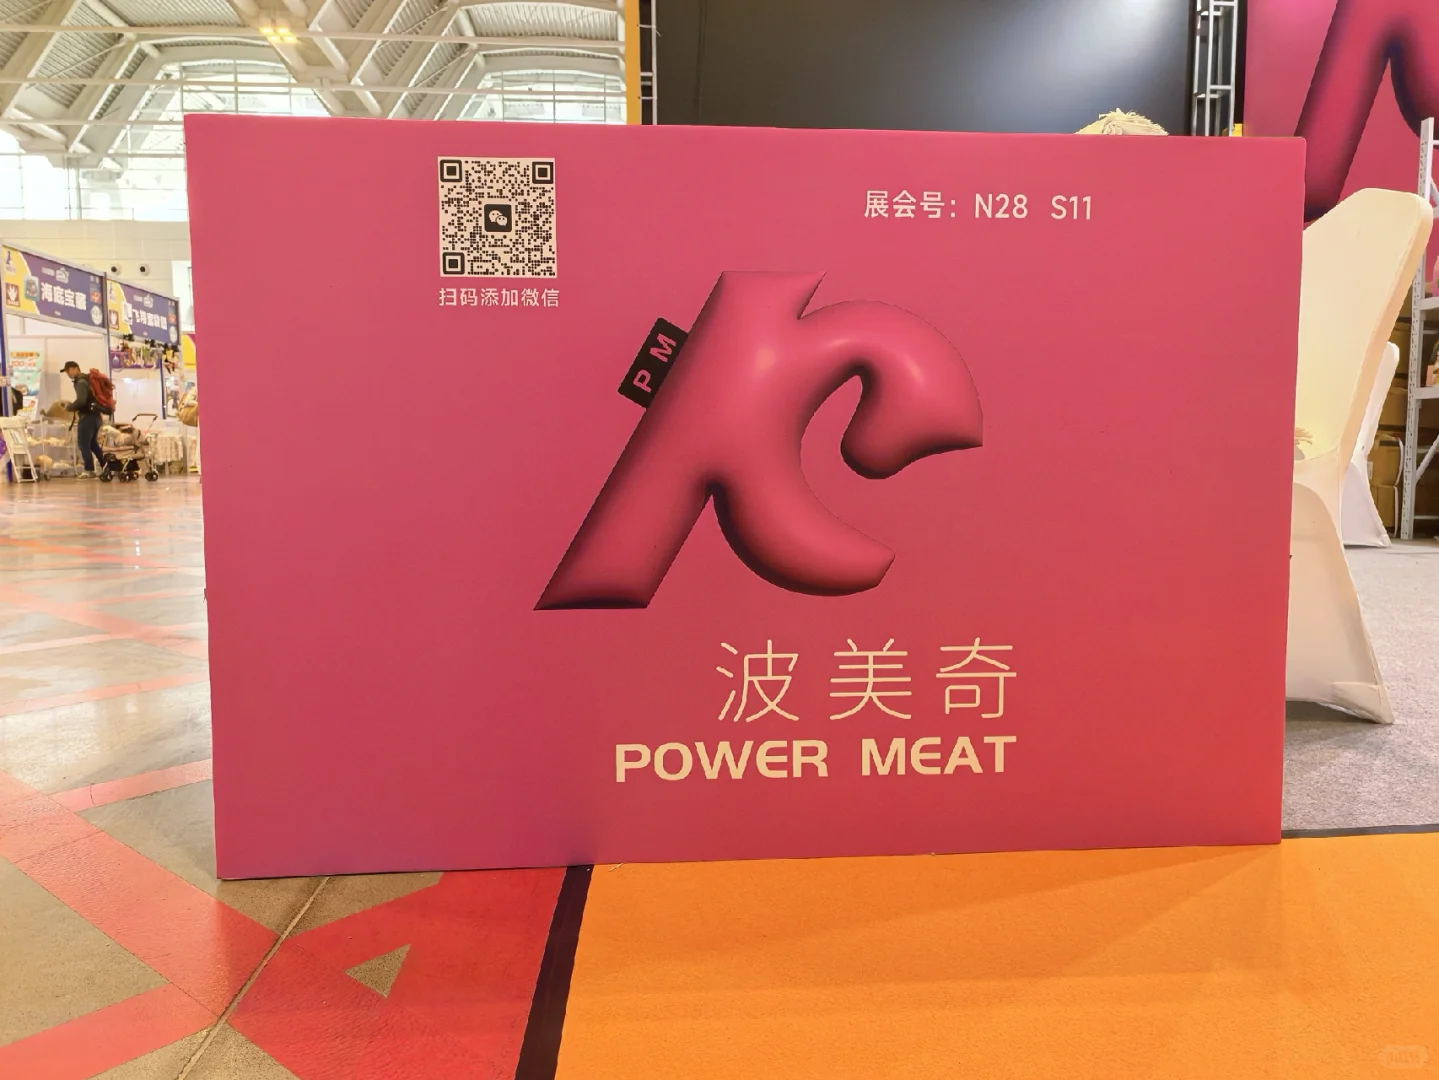 展会号：N28 S11
扫码添加微信
P M
波美奇
POWER MEAT
海底宝藏